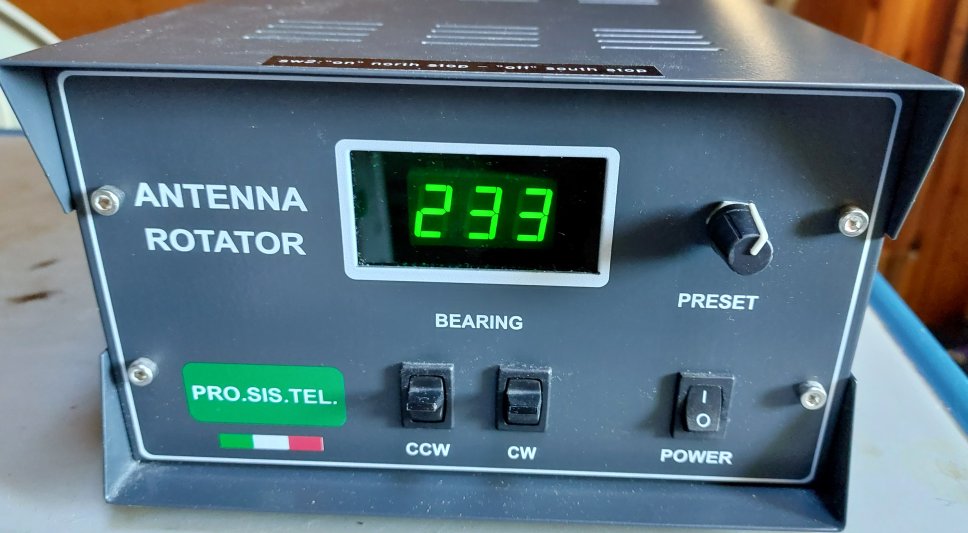 sw2 "on" north stop - "off" south stop
ANTENNA
ROTATOR
233
BEARING
PRESET
PRO.SIS.TEL.
CCW
CW
I
O
POWER